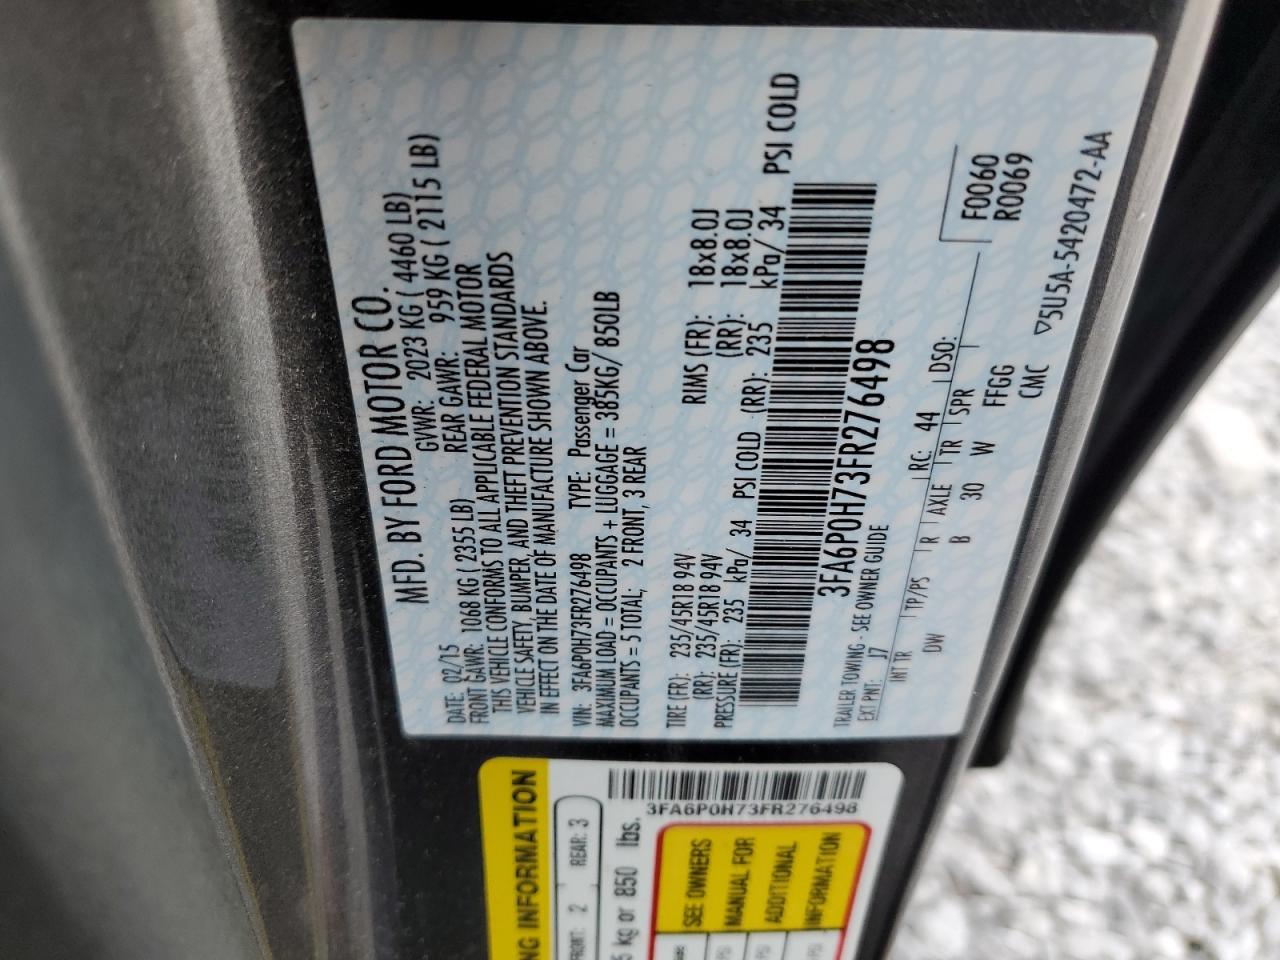 MFD. BY FORD MOTOR CO.
DATE: 02/15 GVWR: 2023 KG ( 4460 LB)
FRONT GAWR: 1068 KG ( 2355 LB) REAR GAWR: 959 KG ( 2115 LB)
THIS VEHICLE CONFORMS TO ALL APPLICABLE FEDERAL MOTOR
VEHICLE SAFETY, BUMPER, AND THEFT PREVENTION STANDARDS
IN EFFECT ON THE DATE OF MANUFACTURE SHOWN ABOVE.
VIN: 3FA6P0H73FR276498 TYPE: Passenger Car
MAXIMUM LOAD = OCCUPANTS + LUGGAGE = 385KG/ 850LB
OCCUPANTS = 5 TOTAL, 2 FRONT, 3 REAR
TIRE (FR): 235/45R18 94V RIMS (FR): 18x8.0J
(RR): 235/45R18 94V (RR): 18x8.0J
PRESSURE (FR): 235 kPa/ 34 PSI COLD (RR): 235 kPa/ 34 PSI COLD
3FA6P0H73FR276498
TRAILER TOWING - SEE OWNER GUIDE
EXT PNT: J7 RC: 44 DSO:
INT TR TP/PS R AXLE TR SPR
DW B 30 W FFGG
CMC
F0060
R0069
▽5U5A-5420472-AA
NG INFORMATION
FRONT: 2 REAR: 3
5 kg or 850 lbs.
3FA6P0H73FR276498
SEE OWNERS
MANUAL FOR
ADDITIONAL
INFORMATION